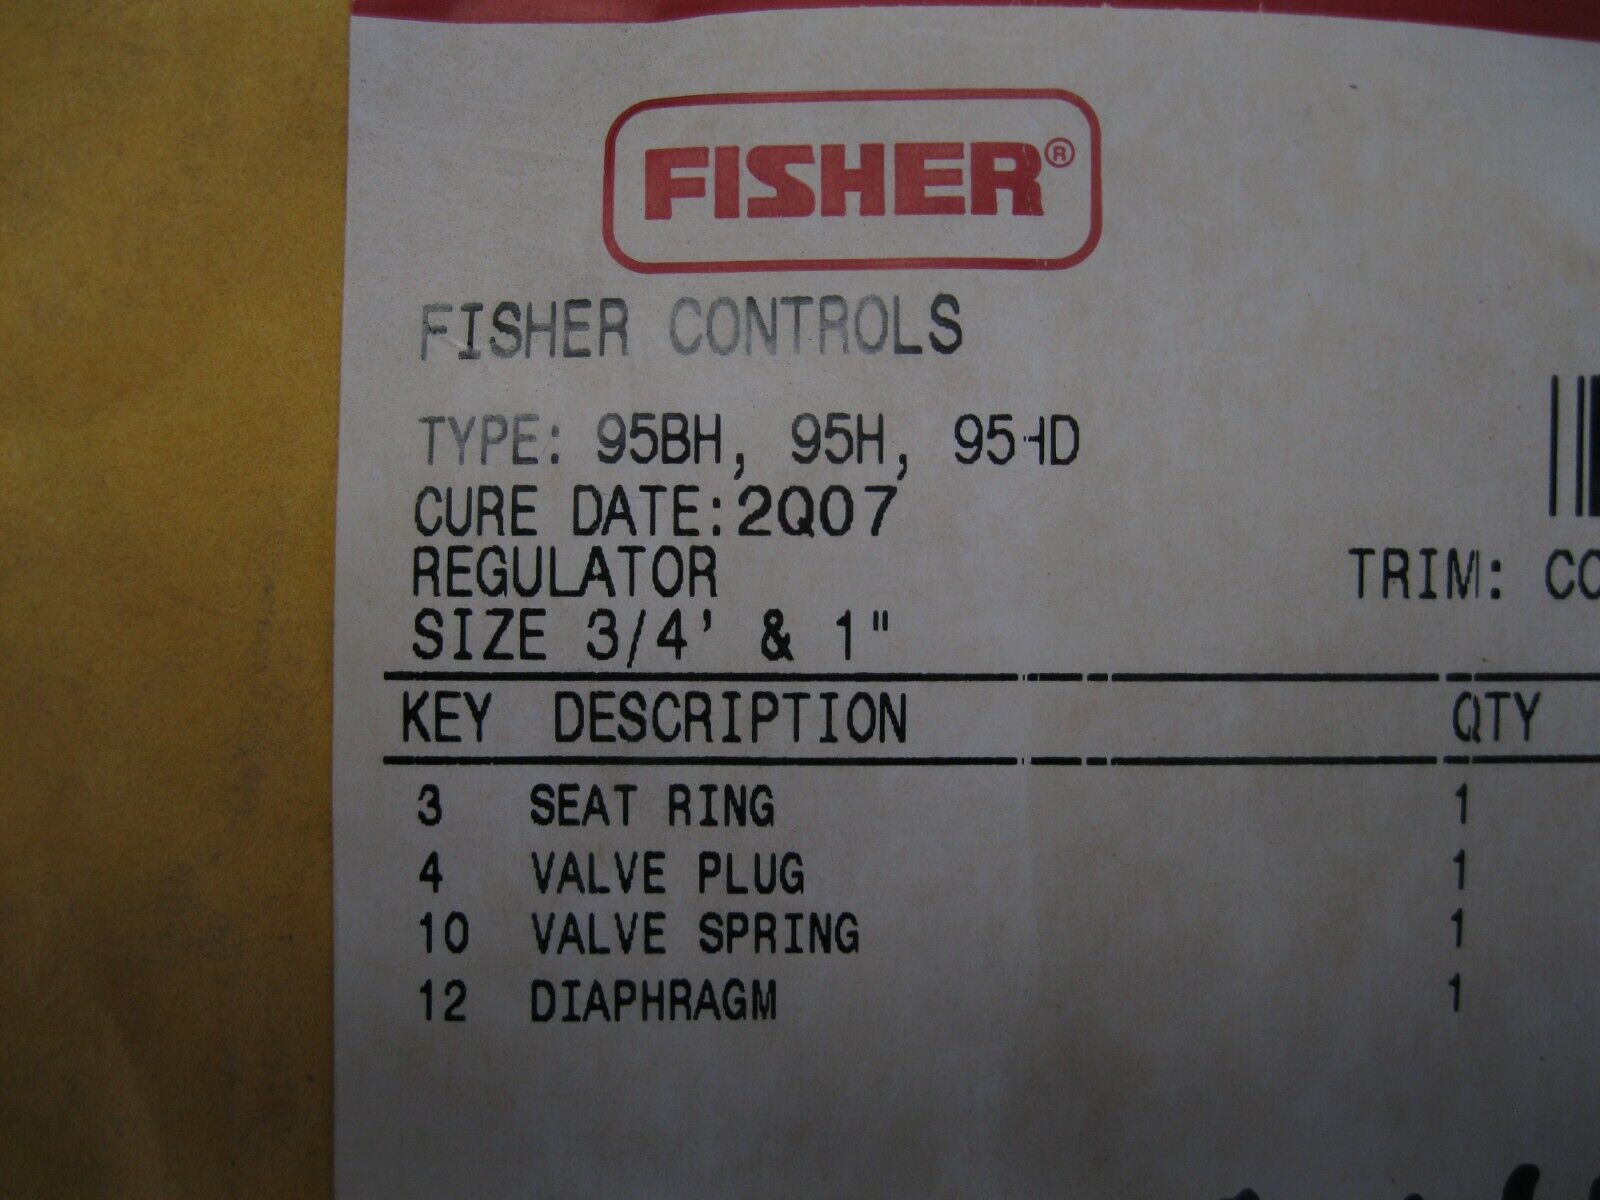 FISHER®
FISHER CONTROLS
TYPE: 95BH, 95H, 95HD
CURE DATE: 2Q07
REGULATOR TRIM:
SIZE 3/4' & 1"
KEY DESCRIPTION QTY
3 SEAT RING 1
4 VALVE PLUG 1
10 VALVE SPRING 1
12 DIAPHRAGM 1